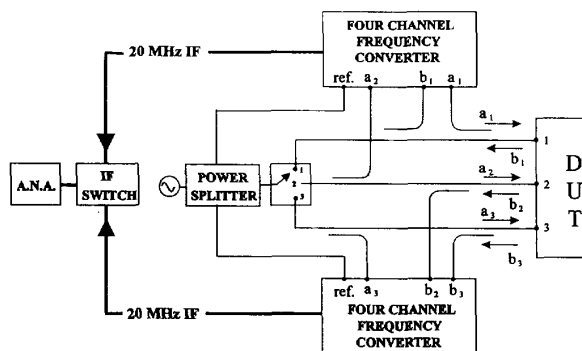 FOUR CHANNEL
FREQUENCY
CONVERTER
20 MHz IF
ref. a2 b1 a1
a1
1
b1
A.N.A.
IF
SWITCH
POWER
SPLITTER
1
2
3
a2
2
b2
a3
3
b3
D
U
T
ref. a3 b2 b3
20 MHz IF
FOUR CHANNEL
FREQUENCY
CONVERTER